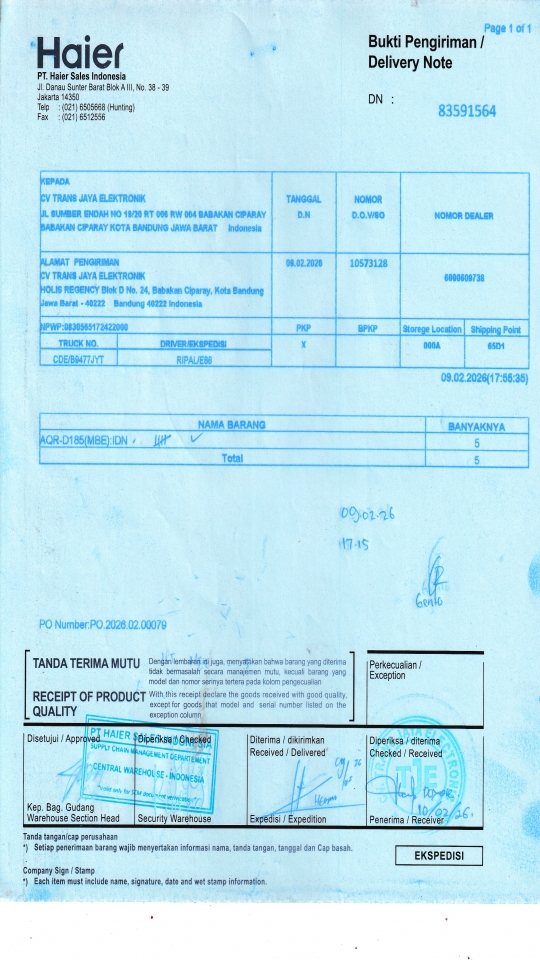 Page 1 of 1
Haier
PT. Haier Sales Indonesia
Jl. Danau Sunter Barat Blok A III, No. 38 - 39
Jakarta 14350
Telp : (021) 6505668 (Hunting)
Fax : (021) 6512556
Bukti Pengiriman /
Delivery Note
DN :
83591564
KEPADA
CV TRANS JAYA ELEKTRONIK
JL SUMBER ENDAH NO 18/20 RT 006 RW 004 BABAKAN CIPARAY
BABAKAN CIPARAY KOTA BANDUNG JAWA BARAT Indonesia
TANGGAL
D.N
NOMOR
D.O.V/SO
NOMOR DEALER
ALAMAT PENGIRIMAN
CV TRANS JAYA ELEKTRONIK
HOLIS REGENCY Blok D No. 24, Babakan Ciparay, Kota Bandung
Jawa Barat - 40222 Bandung 40222 Indonesia
09.02.2026
10573128
6000609738
NPWP:0830565172422000
PKP
BPKP
Storege Location
Shipping Point
TRUCK NO.
DRIVER/EKSPEDISI
X
000A
65D1
CDE/B9477JYT
RIPAL/E86
09.02.2026(17:55:35)
NAMA BARANG
BANYAKNYA
AQR-D185(MBE):IDN
5
Total
5
09.02.26
17.15
PO Number:PO.2026.02.00079
TANDA TERIMA MUTU
Dengan lembaran ini juga, menyatakan bahwa barang yang diterima
tidak bermasalah secara manajemen mutu, kecuali barang yang
model dan nomor serinya tertera pada kolom pengecualian
RECEIPT OF PRODUCT
QUALITY
With,this receipt declare the goods received with good quality,
except for goods that model and serial number listed on the
exception column
Perkecualian /
Exception
Disetujui / Approved
Diperiksa / Checked
Diterima / dikirimkan
Received / Delivered
Diperiksa / diterima
Checked / Received
PT HAIER SALES INDONESIA
SUPPLY CHAIN MANAGEMENT DEPARTEMENT
CENTRAL WAREHOUSE - INDONESIA
10/02/26.
Kep. Bag. Gudang
Warehouse Section Head
Security Warehouse
Expedisi / Expedition
Penerima / Receiver
Tanda tangan/cap perusahaan
*) Setiap penerimaan barang wajib menyertakan informasi nama, tanda tangan, tanggal dan Cap basah.
EKSPEDISI
Company Sign / Stamp
*) Each item must include name, signature, date and wet stamp information.